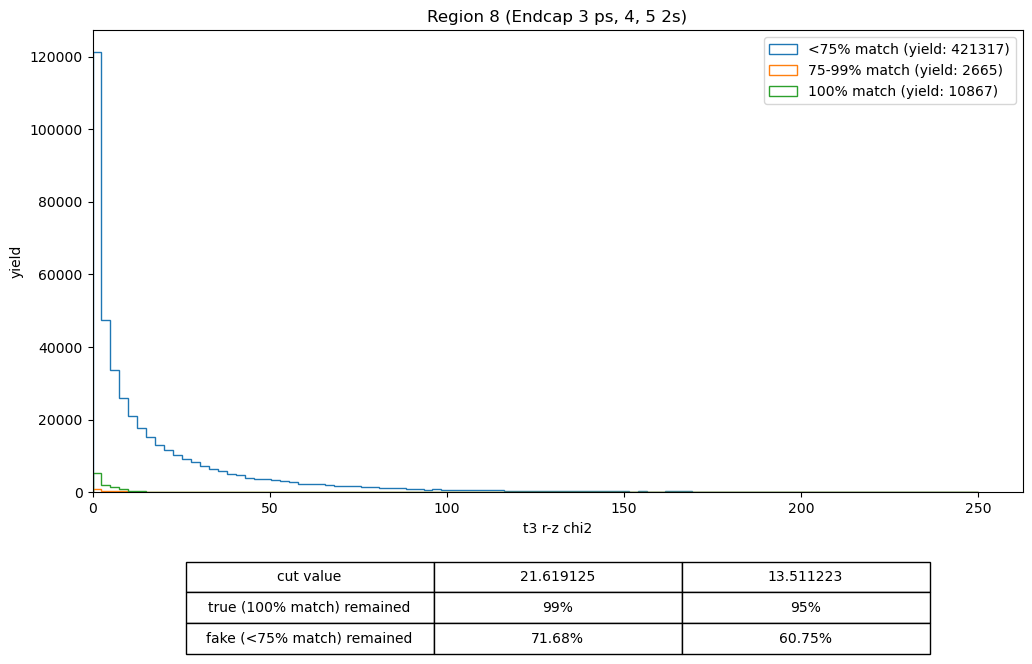 Region 8 (Endcap 3 ps, 4, 5 2s)
<75% match (yield: 421317)
75-99% match (yield: 2665)
100% match (yield: 10867)
yield
120000
100000
80000
60000
40000
20000
0
0 50 100 150 200 250
t3 r-z chi2
cut value 21.619125 13.511223
true (100% match) remained 99% 95%
fake (<75% match) remained 71.68% 60.75%